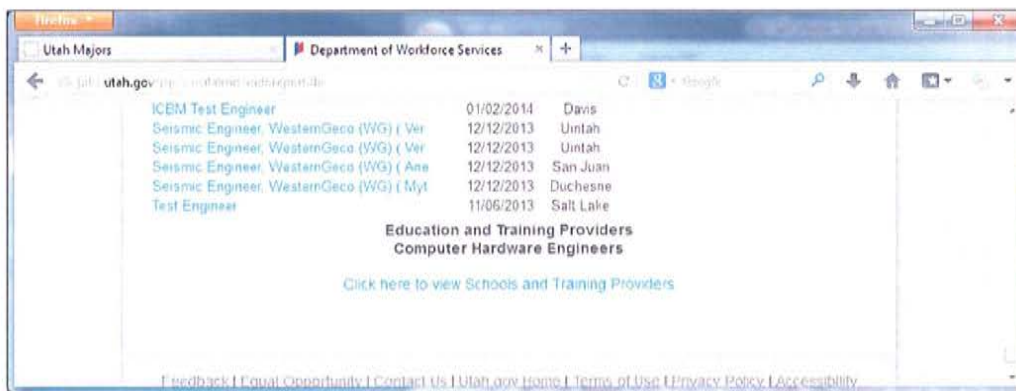 Firefox
Utah Majors
Department of Workforce Services
utah.gov
Google
ICBM Test Engineer 01/02/2014 Davis
Seismic Engineer, WesternGeco (WG) ( Ver 12/12/2013 Uintah
Seismic Engineer, WesternGeco (WG) ( Ver 12/12/2013 Uintah
Seismic Engineer, WesternGeco (WG) ( Ane 12/12/2013 San Juan
Seismic Engineer, WesternGeco (WG) ( Myt 12/12/2013 Duchesne
Test Engineer 11/06/2013 Salt Lake
Education and Training Providers
Computer Hardware Engineers
Click here to view Schools and Training Providers
Feedback | Equal Opportunity | Contact Us | Utah.gov Home | Terms of Use | Privacy Policy | Accessibility